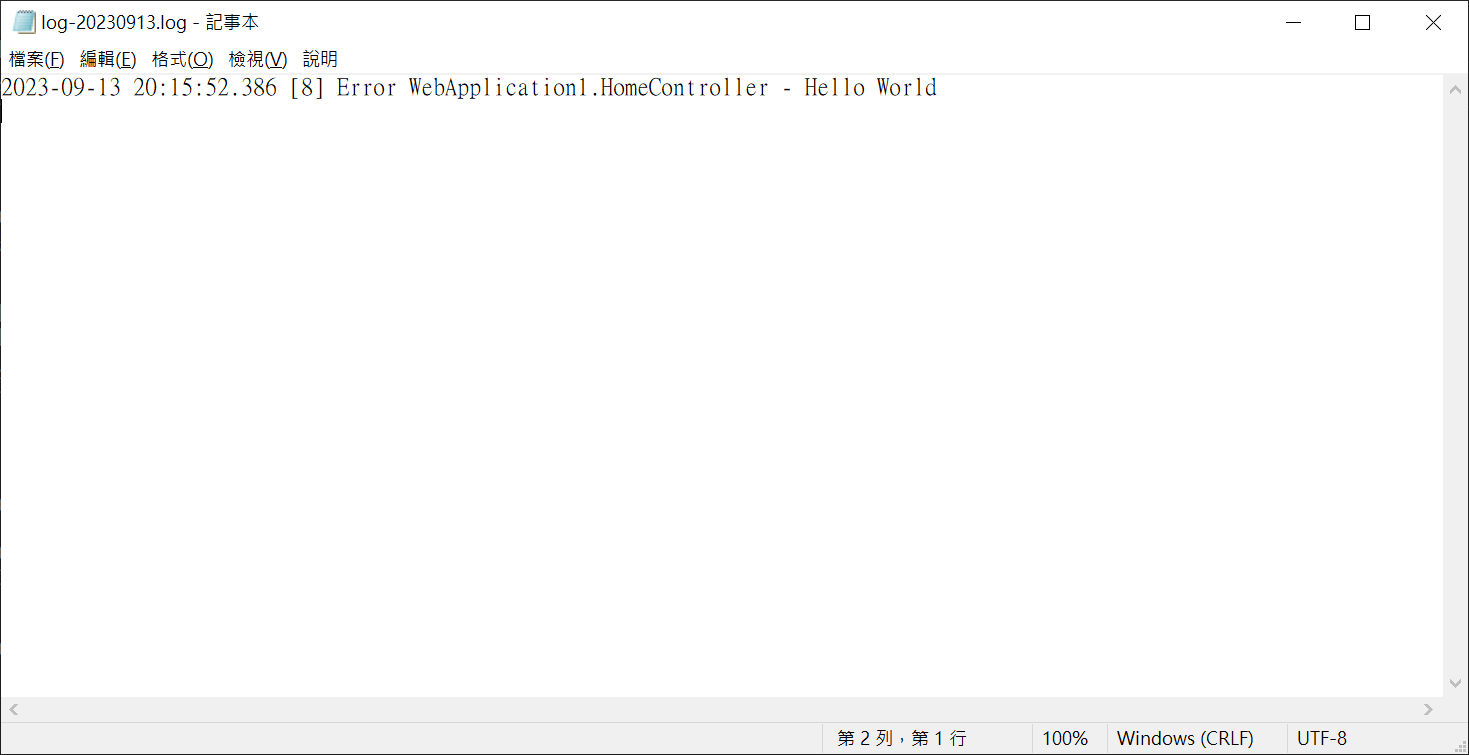 log-20230913.log - 記事本
檔案(F) 編輯(E) 格式(O) 檢視(V) 說明
2023-09-13 20:15:52.386 [8] Error WebApplication1.HomeController - Hello World
第 2 列，第 1 行 100% Windows (CRLF) UTF-8